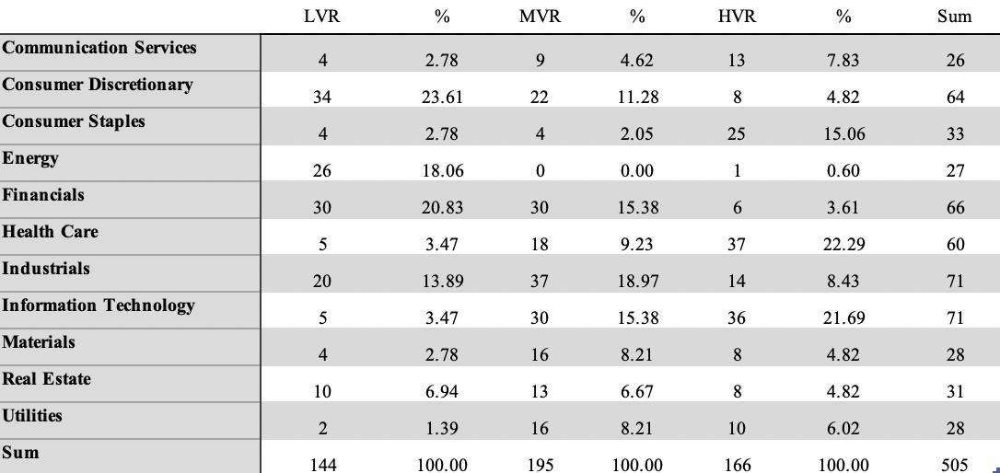 LVR % MVR % HVR % Sum
Communication Services 4 2.78 9 4.62 13 7.83 26
Consumer Discretionary 34 23.61 22 11.28 8 4.82 64
Consumer Staples 4 2.78 4 2.05 25 15.06 33
Energy 26 18.06 0 0.00 1 0.60 27
Financials 30 20.83 30 15.38 6 3.61 66
Health Care 5 3.47 18 9.23 37 22.29 60
Industrials 20 13.89 37 18.97 14 8.43 71
Information Technology 5 3.47 30 15.38 36 21.69 71
Materials 4 2.78 16 8.21 8 4.82 28
Real Estate 10 6.94 13 6.67 8 4.82 31
Utilities 2 1.39 16 8.21 10 6.02 28
Sum 144 100.00 195 100.00 166 100.00 505